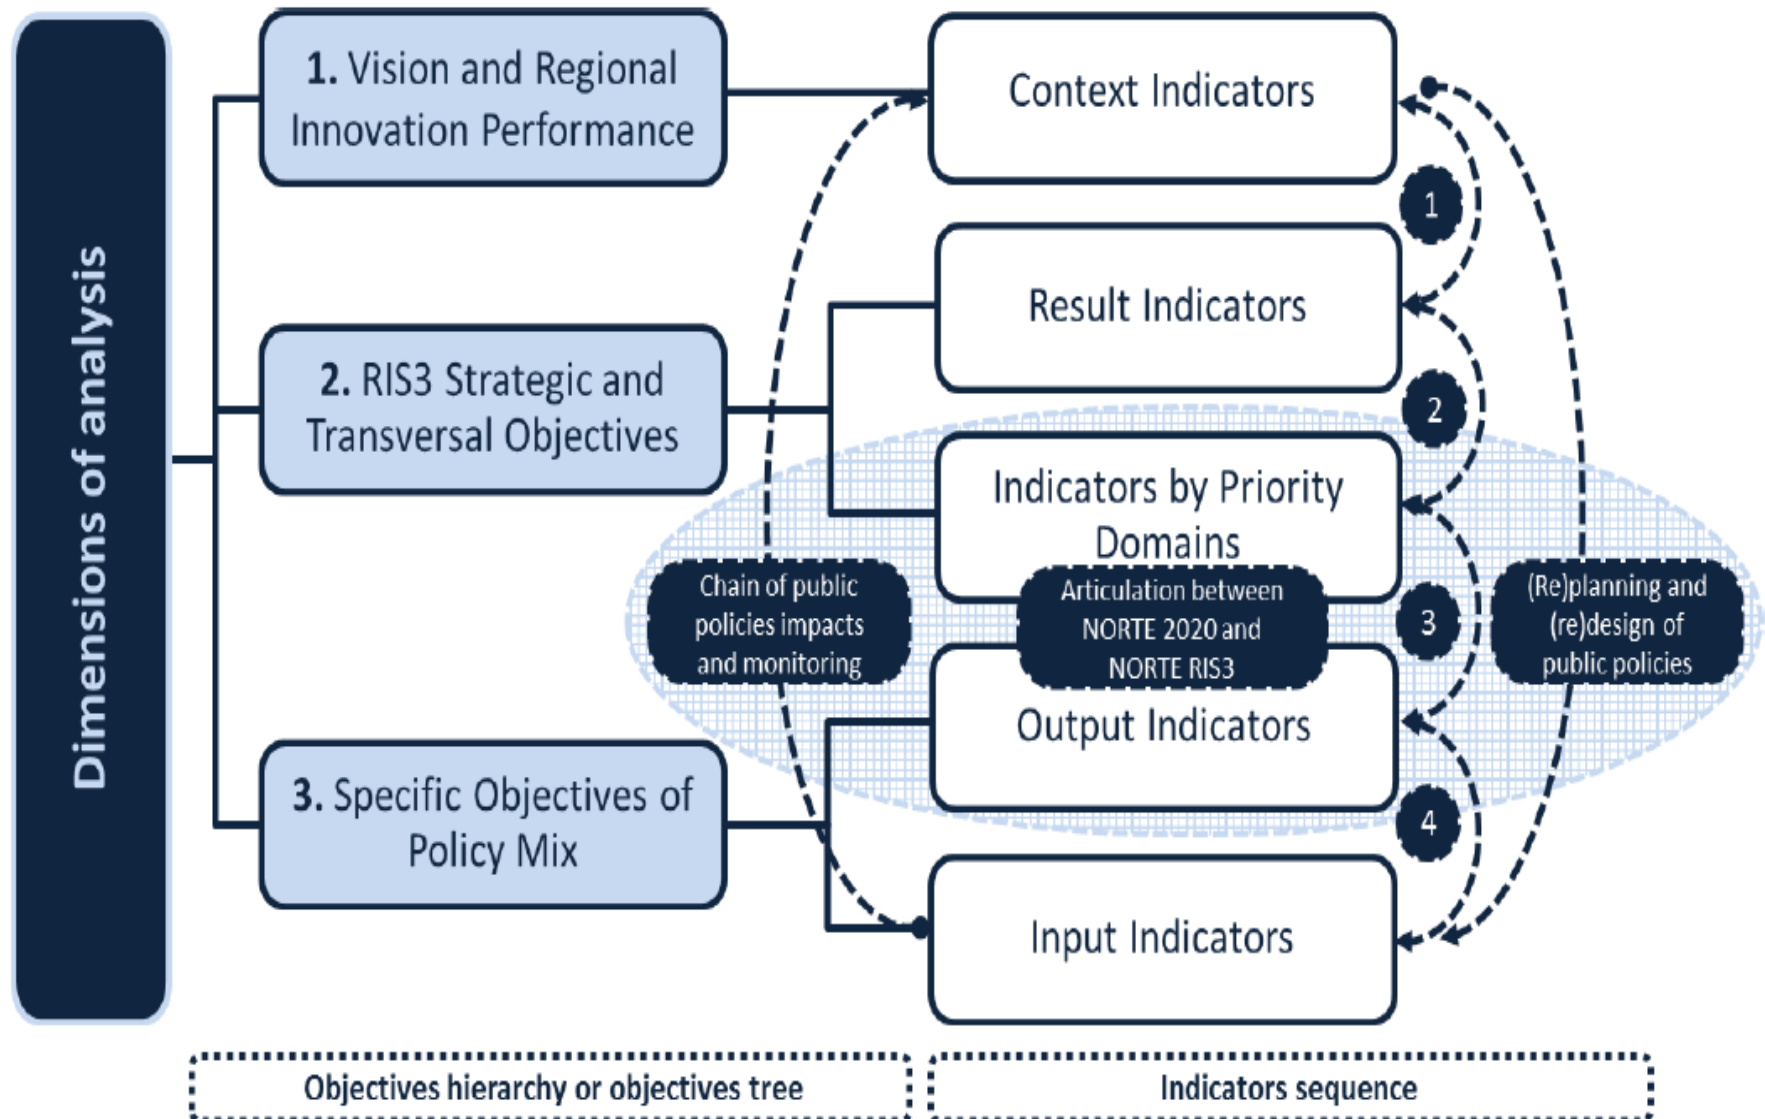 Dimensions of analysis
1. Vision and Regional
Innovation Performance
Context Indicators
1
Result Indicators
2. RIS3 Strategic and
Transversal Objectives
2
Indicators by Priority
Domains
Chain of public
policies impacts
and monitoring
Articulation between
NORTE 2020 and
NORTE RIS3
3
(Re)planning and
(re)design of
public policies
Output Indicators
3. Specific Objectives of
Policy Mix
4
Input Indicators
Objectives hierarchy or objectives tree
Indicators sequence